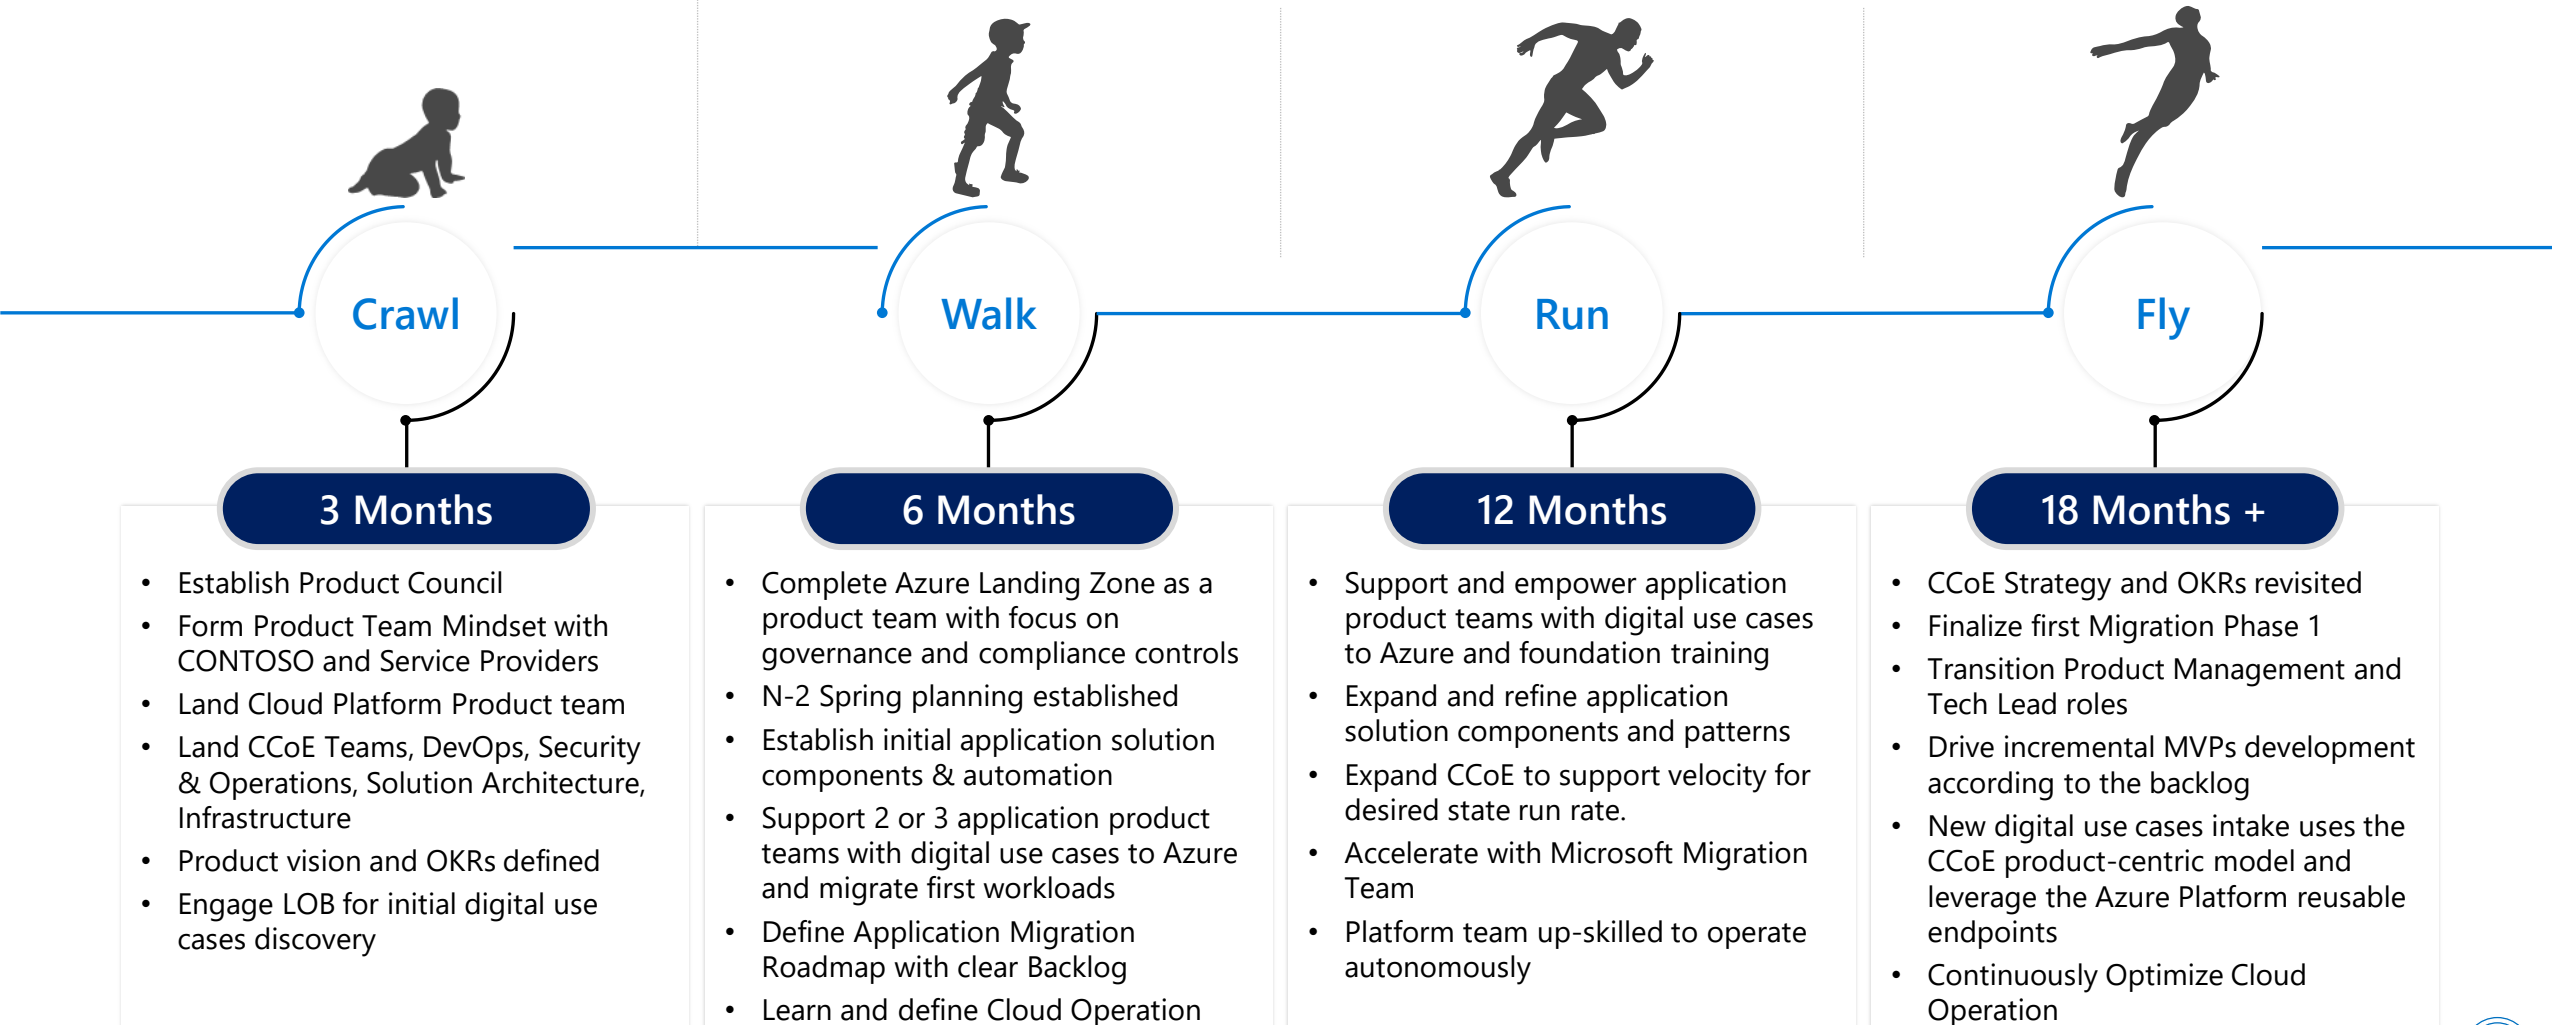 Crawl
Walk
Run
Fly
3 Months
• Establish Product Council
• Form Product Team Mindset with
CONTOSO and Service Providers
• Land Cloud Platform Product team
• Land CCoE Teams, DevOps, Security
& Operations, Solution Architecture,
Infrastructure
• Product vision and OKRs defined
• Engage LOB for initial digital use
cases discovery
6 Months
• Complete Azure Landing Zone as a
product team with focus on
governance and compliance controls
• N-2 Spring planning established
• Establish initial application solution
components & automation
• Support 2 or 3 application product
teams with digital use cases to Azure
and migrate first workloads
• Define Application Migration
Roadmap with clear Backlog
• Learn and define Cloud Operation
12 Months
• Support and empower application
product teams with digital use cases
to Azure and foundation training
• Expand and refine application
solution components and patterns
• Expand CCoE to support velocity for
desired state run rate.
• Accelerate with Microsoft Migration
Team
• Platform team up-skilled to operate
autonomously
18 Months +
• CCoE Strategy and OKRs revisited
• Finalize first Migration Phase 1
• Transition Product Management and
Tech Lead roles
• Drive incremental MVPs development
according to the backlog
• New digital use cases intake uses the
CCoE product-centric model and
leverage the Azure Platform reusable
endpoints
• Continuously Optimize Cloud
Operation